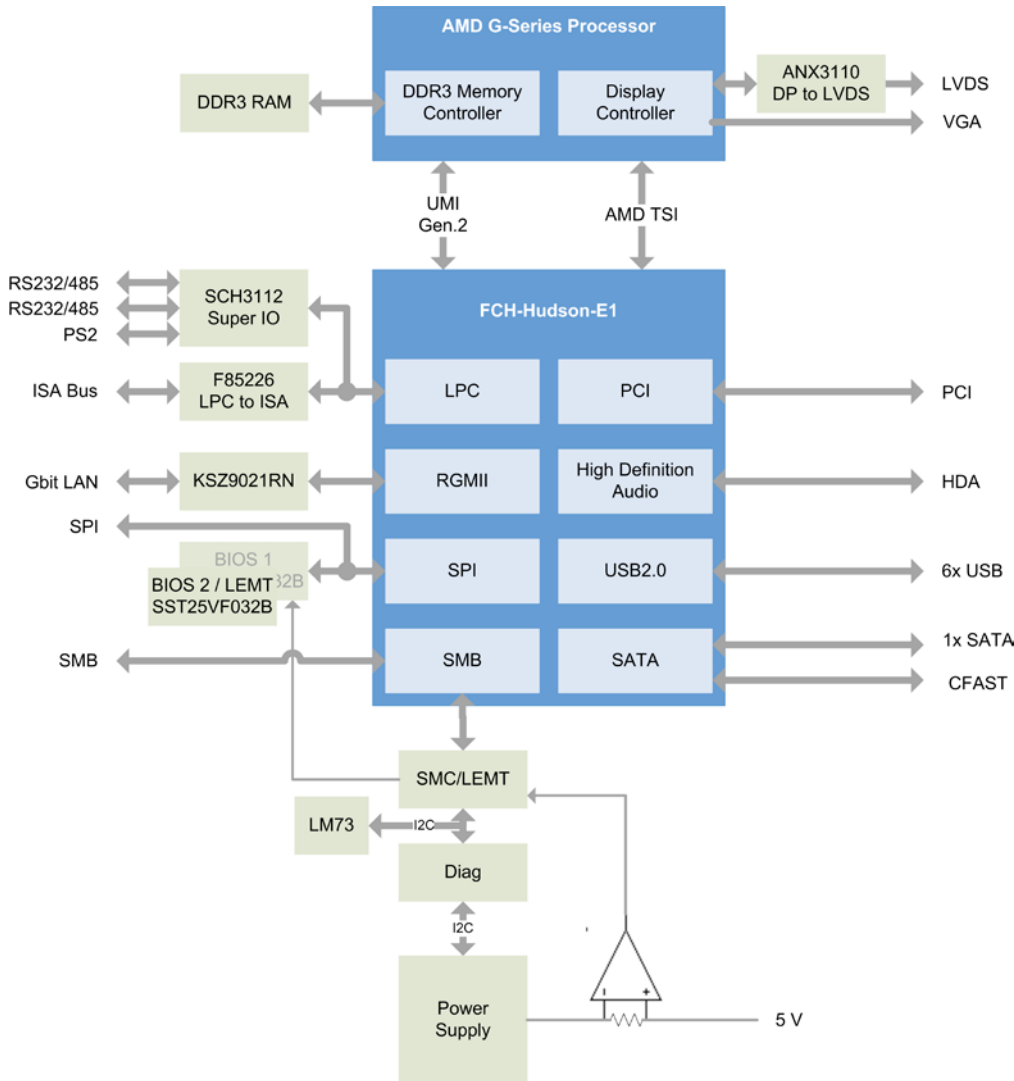 AMD G-Series Processor
DDR3 RAM
DDR3 Memory
Controller
Display
Controller
ANX3110
DP to LVDS
LVDS
VGA
UMI
Gen.2
AMD TSI
RS232/485
RS232/485
PS2
SCH3112
Super IO
FCH-Hudson-E1
ISA Bus
F85226
LPC to ISA
LPC
PCI
PCI
Gbit LAN
KSZ9021RN
RGMII
High Definition
Audio
HDA
SPI
BIOS 1
32B
BIOS 2 / LEMT
SST25VF032B
SPI
USB2.0
6x USB
SMB
SMB
SATA
1x SATA
CFAST
SMC/LEMT
LM73
I2C
Diag
I2C
Power
Supply
- +
5 V